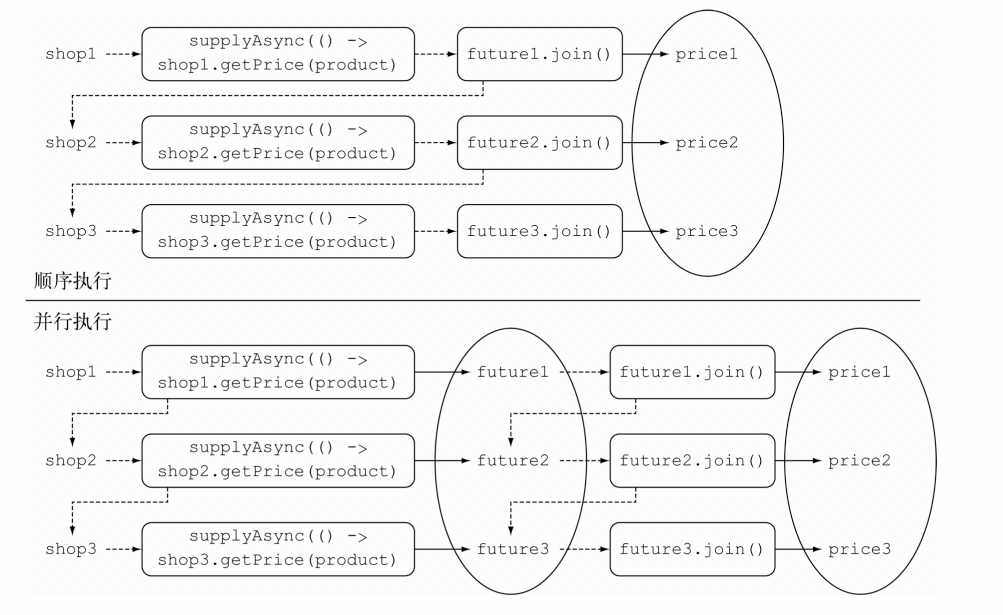 shop1
supplyAsync(() ->
shop1.getPrice(product)
future1.join()
price1
shop2
supplyAsync(() ->
shop2.getPrice(product)
future2.join()
price2
shop3
supplyAsync(() ->
shop3.getPrice(product)
future3.join()
price3
顺序执行
并行执行
shop1
supplyAsync(() ->
shop1.getPrice(product)
future1
future1.join()
price1
shop2
supplyAsync(() ->
shop2.getPrice(product)
future2
future2.join()
price2
shop3
supplyAsync(() ->
shop3.getPrice(product)
future3
future3.join()
price3